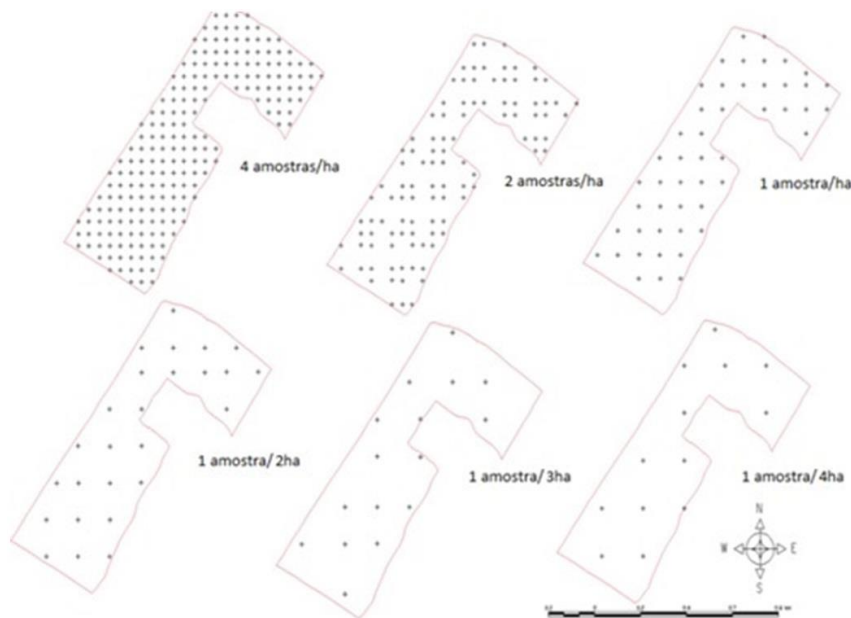 4 amostras/ha
2 amostras/ha
1 amostra/ha
1 amostra/2ha
1 amostra/3ha
1 amostra/4ha
N
W E
S